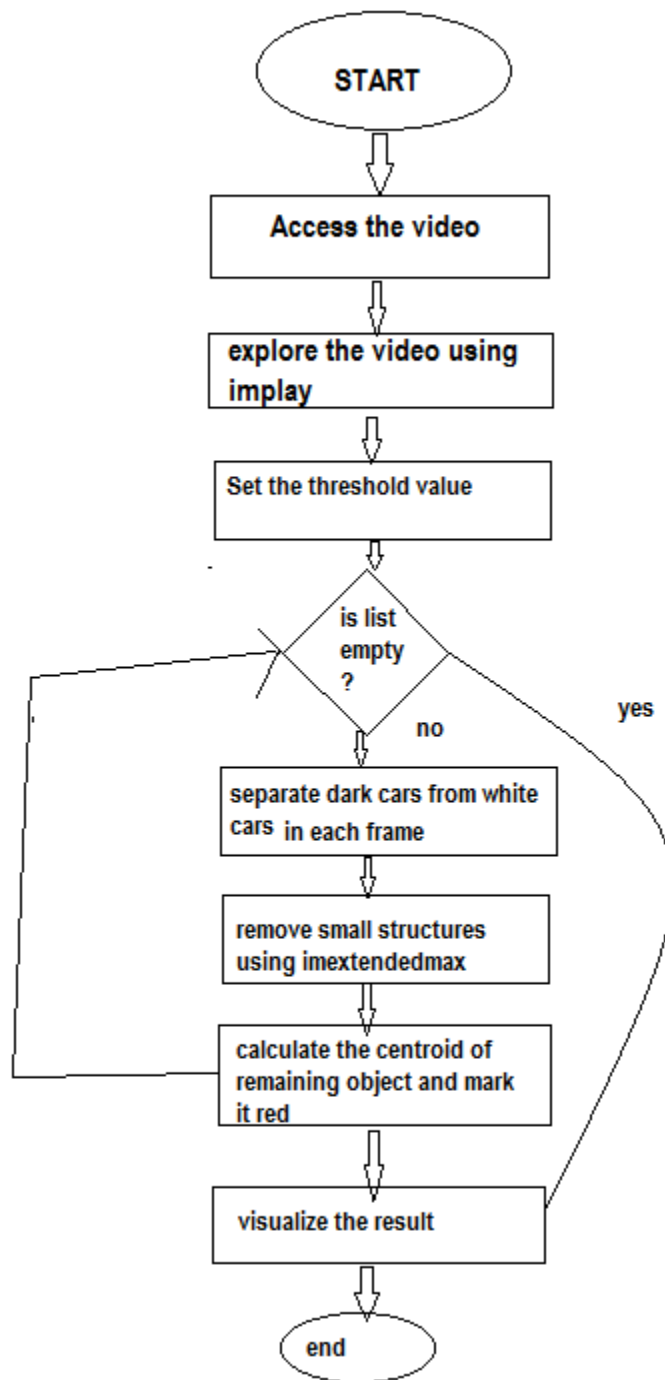 START
Access the video
explore the video using
implay
Set the threshold value
is list
empty
?
yes
no
separate dark cars from white
cars in each frame
remove small structures
using imextendedmax
calculate the centroid of
remaining object and mark
it red
visualize the result
end